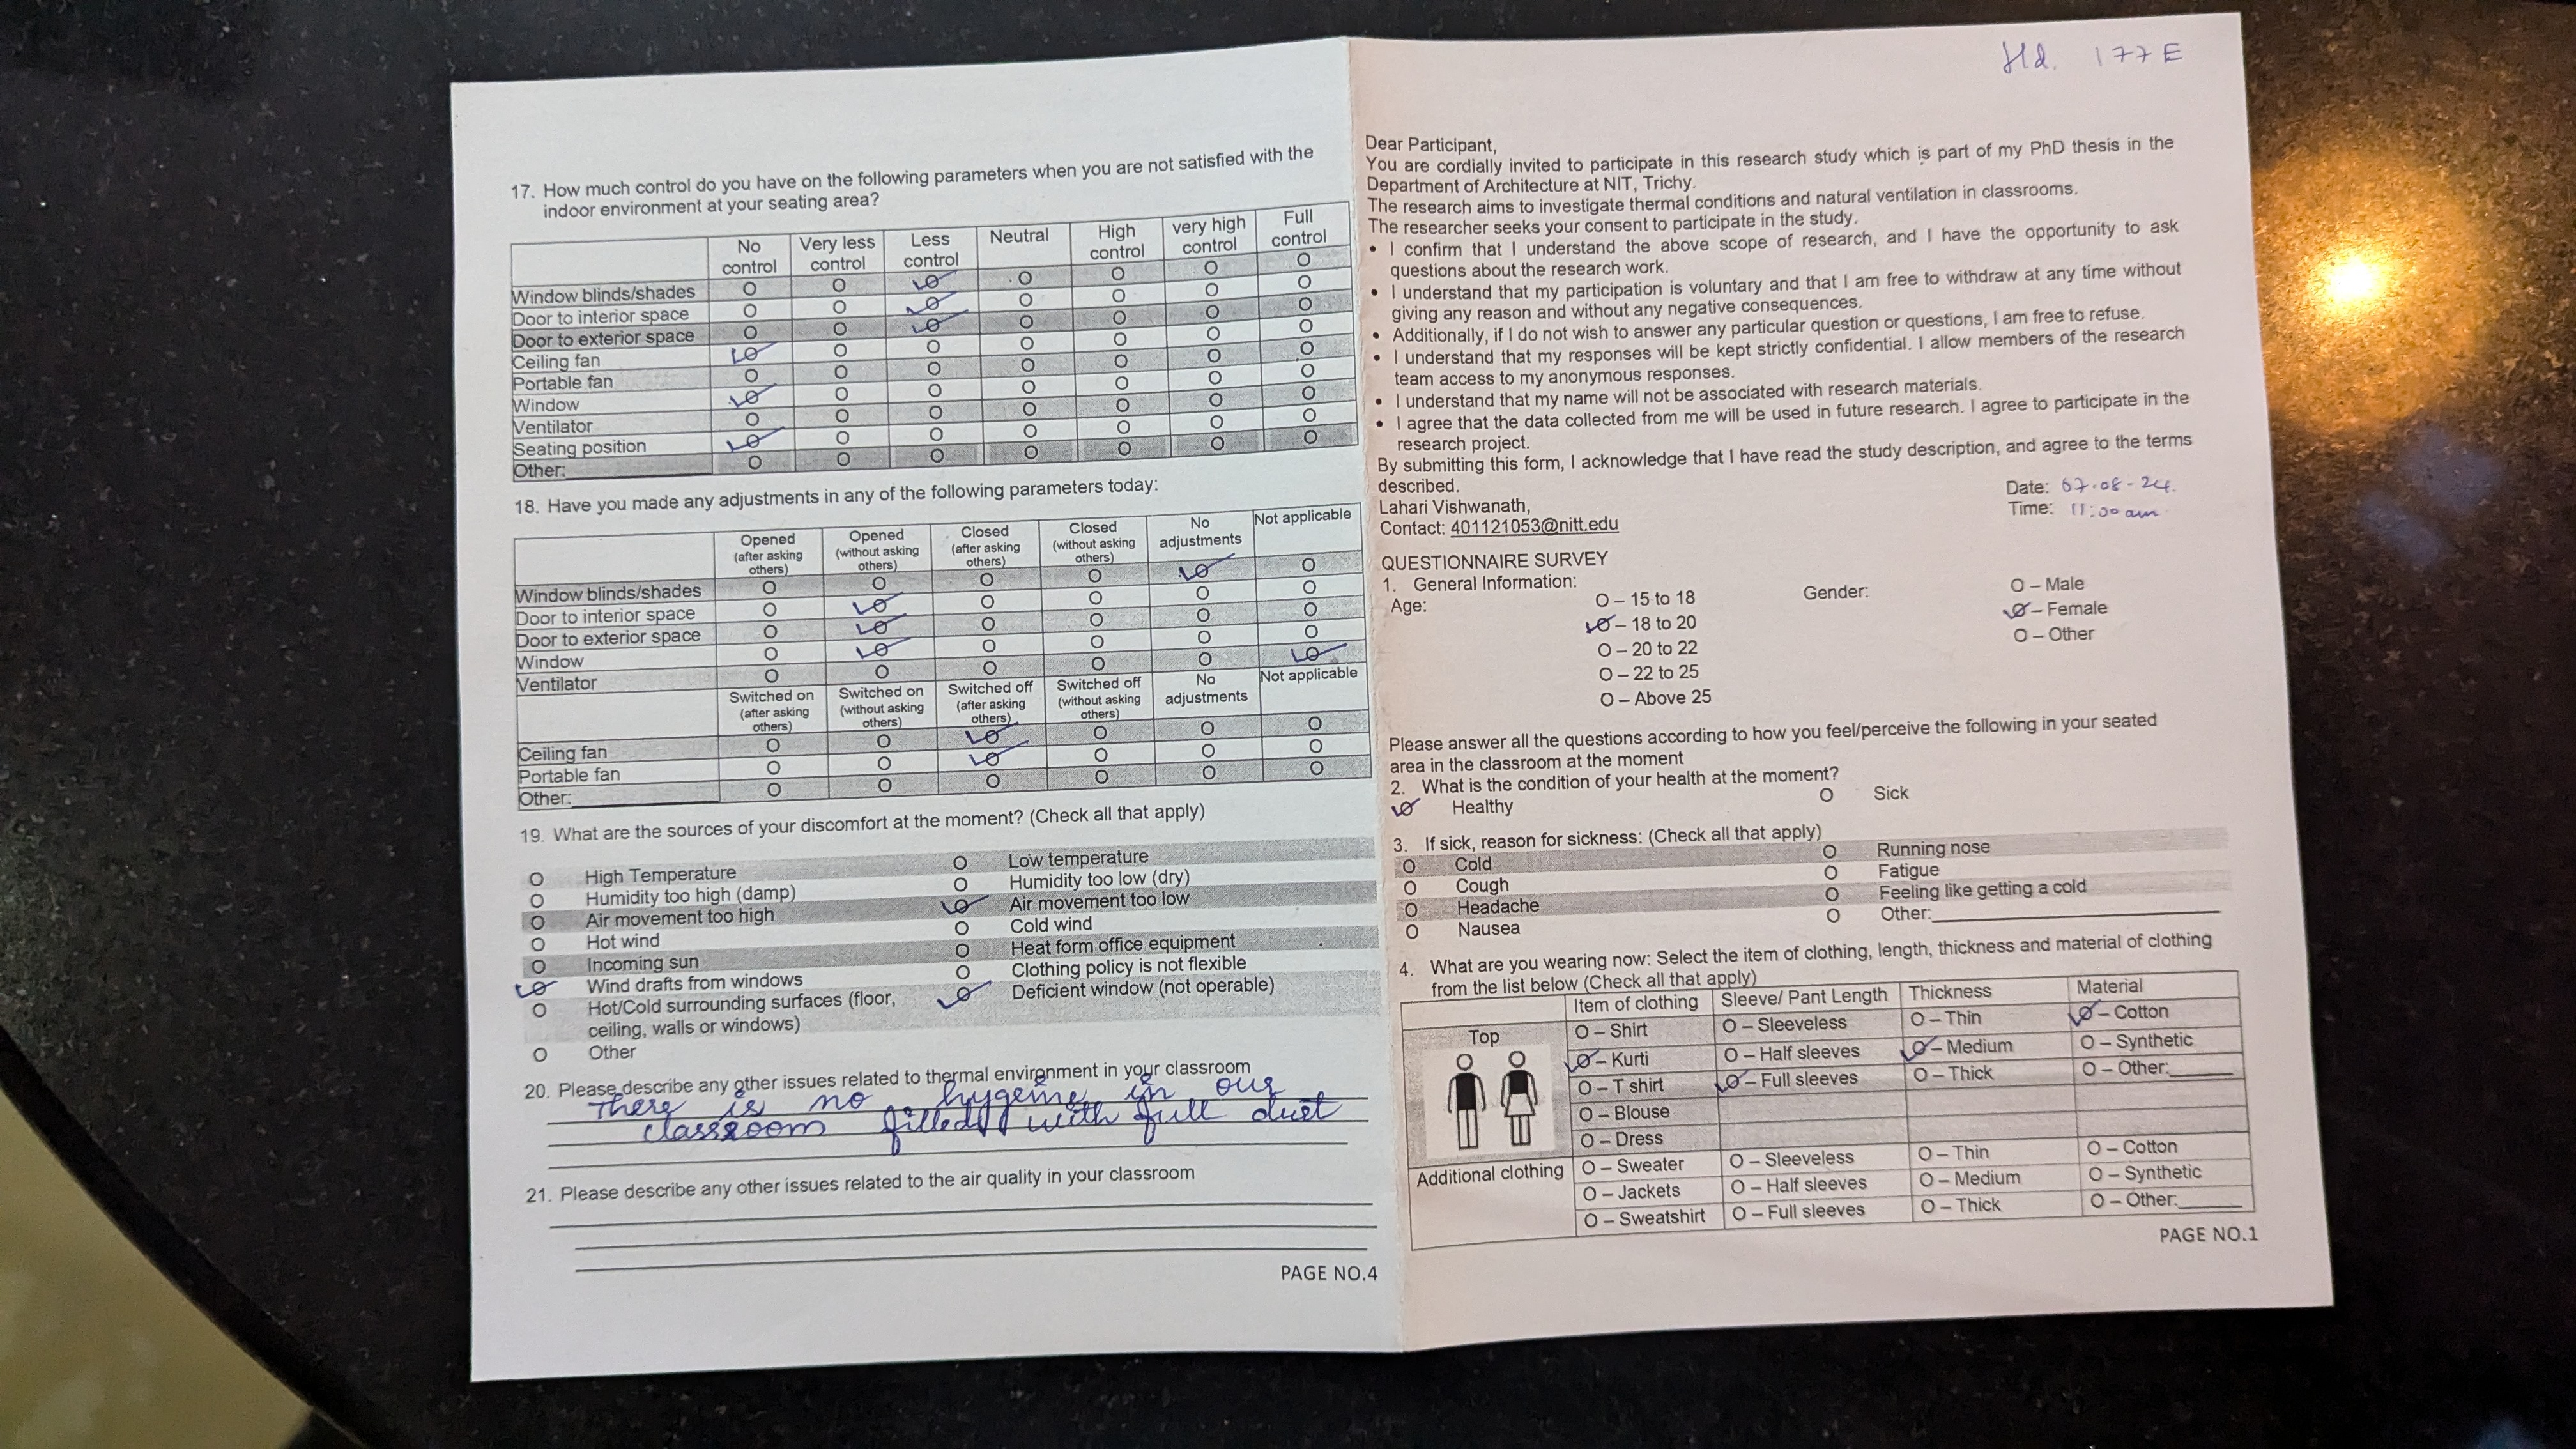 17. How much control do you have on the following parameters when you are not satisfied with the
indoor environment at your seating area?
No control Very less control Less control Neutral High control very high control Full control
Window blinds/shades O O O O O O O
Door to interior space O O O O O O O
Door to exterior space O O O O O O O
Ceiling fan O O O O O O O
Portable fan O O O O O O O
Window O O O O O O O
Ventilator O O O O O O O
Seating position O O O O O O O
Other: O O O O O O O
18. Have you made any adjustments in any of the following parameters today:
Opened (after asking others) Opened (without asking others) Closed (after asking others) Closed (without asking others) No adjustments Not applicable
Window blinds/shades O O O O O O
Door to interior space O O O O O O
Door to exterior space O O O O O O
Window O O O O O O
Ventilator O O O O O O
Switched on (after asking others) Switched on (without asking others) Switched off (after asking others) Switched off (without asking others) No adjustments Not applicable
Ceiling fan O O O O O O
Portable fan O O O O O O
Other: O O O O O O
19. What are the sources of your discomfort at the moment? (Check all that apply)
O High Temperature O Low temperature
O Humidity too high (damp) O Humidity too low (dry)
O Air movement too high O Air movement too low
O Hot wind O Cold wind
O Incoming sun O Heat form office equipment
O Wind drafts from windows O Clothing policy is not flexible
O Hot/Cold surrounding surfaces (floor, O Deficient window (not operable)
ceiling, walls or windows)
O Other
20. Please describe any other issues related to thermal environment in your classroom
There is no hygeine in our
classroom filled with full dust
21. Please describe any other issues related to the air quality in your classroom
PAGE NO.4
177E
Dear Participant,
You are cordially invited to participate in this research study which is part of my PhD thesis in the
Department of Architecture at NIT, Trichy.
The research aims to investigate thermal conditions and natural ventilation in classrooms.
The researcher seeks your consent to participate in the study.
• I confirm that I understand the above scope of research, and I have the opportunity to ask
questions about the research work.
• I understand that my participation is voluntary and that I am free to withdraw at any time without
giving any reason and without any negative consequences.
• Additionally, if I do not wish to answer any particular question or questions, I am free to refuse.
• I understand that my responses will be kept strictly confidential. I allow members of the research
team access to my anonymous responses.
• I understand that my name will not be associated with research materials.
• I agree that the data collected from me will be used in future research. I agree to participate in the
research project.
By submitting this form, I acknowledge that I have read the study description, and agree to the terms
described.
Lahari Vishwanath,
Contact: 401121053@nitt.edu
Date: 07.08-24.
Time: 11:00 am
QUESTIONNAIRE SURVEY
1. General Information:
Age: O – 15 to 18 Gender: O – Male
O – 18 to 20 O – Female
O – 20 to 22 O – Other
O – 22 to 25
O – Above 25
Please answer all the questions according to how you feel/perceive the following in your seated
area in the classroom at the moment
2. What is the condition of your health at the moment?
O Healthy O Sick
3. If sick, reason for sickness: (Check all that apply)
O Cold O Running nose
O Cough O Fatigue
O Headache O Feeling like getting a cold
O Nausea O Other:
4. What are you wearing now: Select the item of clothing, length, thickness and material of clothing
from the list below (Check all that apply)
Item of clothing Sleeve/ Pant Length Thickness Material
Top O – Shirt O – Sleeveless O – Thin O – Cotton
O – Kurti O – Half sleeves O – Medium O – Synthetic
O – T shirt O – Full sleeves O – Thick O – Other:
O – Blouse
O – Dress
Additional clothing O – Sweater O – Sleeveless O – Thin O – Cotton
O – Jackets O – Half sleeves O – Medium O – Synthetic
O – Sweatshirt O – Full sleeves O – Thick O – Other:
PAGE NO.1